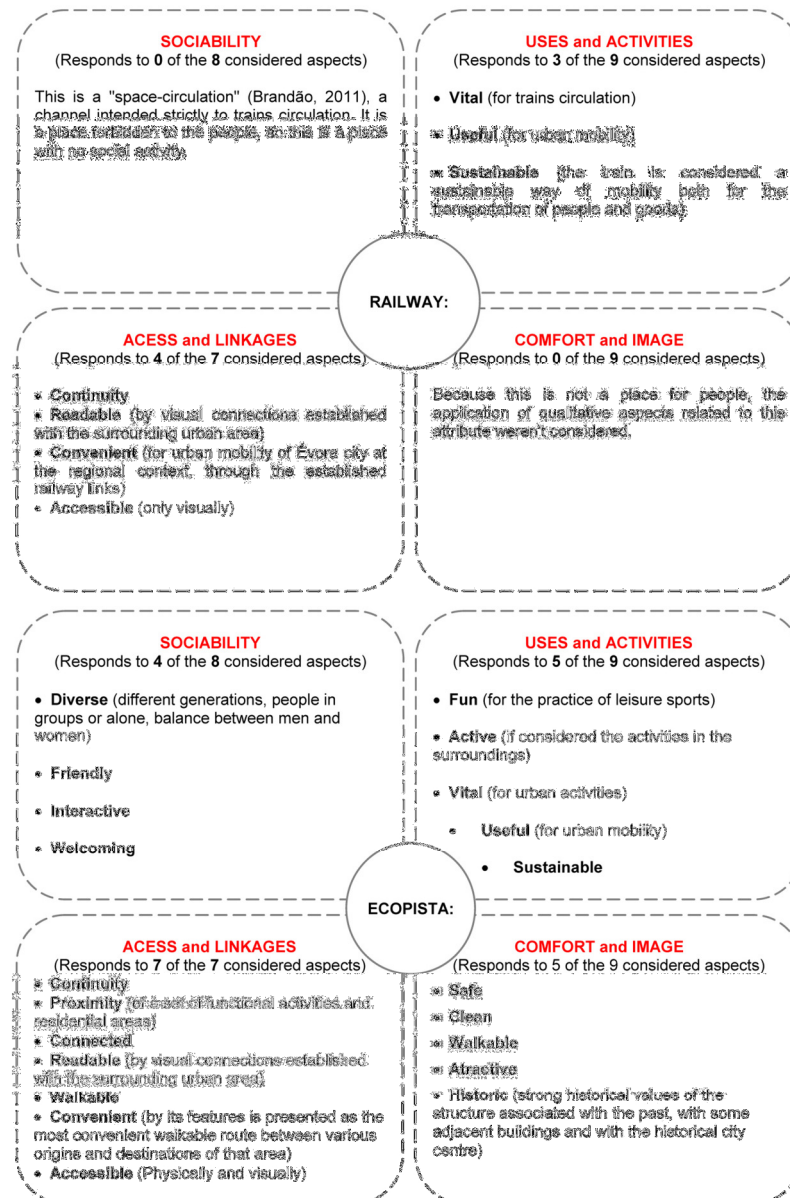 SOCIABILITY
(Responds to 0 of the 8 considered aspects)
This is a "space-circulation" (Brandão, 2011), a
channel intended strictly to trains circulation. It is
a place forbidden to the people, so this is a place
with no social activity.
USES and ACTIVITIES
(Responds to 3 of the 9 considered aspects)
• Vital (for trains circulation)
• Useful (for urban mobility)
• Sustainable (the train is considered a
sustainable way of mobility both for the
transportation of people and goods)
RAILWAY:
ACESS and LINKAGES
(Responds to 4 of the 7 considered aspects)
• Continuity
• Readable (by visual connections established
with the surrounding urban area)
• Convenient (for urban mobility of Évora city at
the regional context, through the established
railway links)
• Accessible (only visually)
COMFORT and IMAGE
(Responds to 0 of the 9 considered aspects)
Because this is not a place for people, the
application of qualitative aspects related to this
attribute weren't considered.
SOCIABILITY
(Responds to 4 of the 8 considered aspects)
• Diverse (different generations, people in
groups or alone, balance between men and
women)
• Friendly
• Interactive
• Welcoming
USES and ACTIVITIES
(Responds to 5 of the 9 considered aspects)
• Fun (for the practice of leisure sports)
• Active (if considered the activities in the
surroundings)
• Vital (for urban activities)
• Useful (for urban mobility)
• Sustainable
ECOPISTA:
ACESS and LINKAGES
(Responds to 7 of the 7 considered aspects)
• Continuity
• Proximity (of a set of functional activities and
residential areas)
• Connected
• Readable (by visual connections established
with the surrounding urban area)
• Walkable
• Convenient (by its features is presented as the
most convenient walkable route between various
origins and destinations of that area)
• Accessible (Physically and visually)
COMFORT and IMAGE
(Responds to 5 of the 9 considered aspects)
• Safe
• Clean
• Walkable
• Atractive
• Historic (strong historical values of the
structure associated with the past, with some
adjacent buildings and with the historical city
centre)